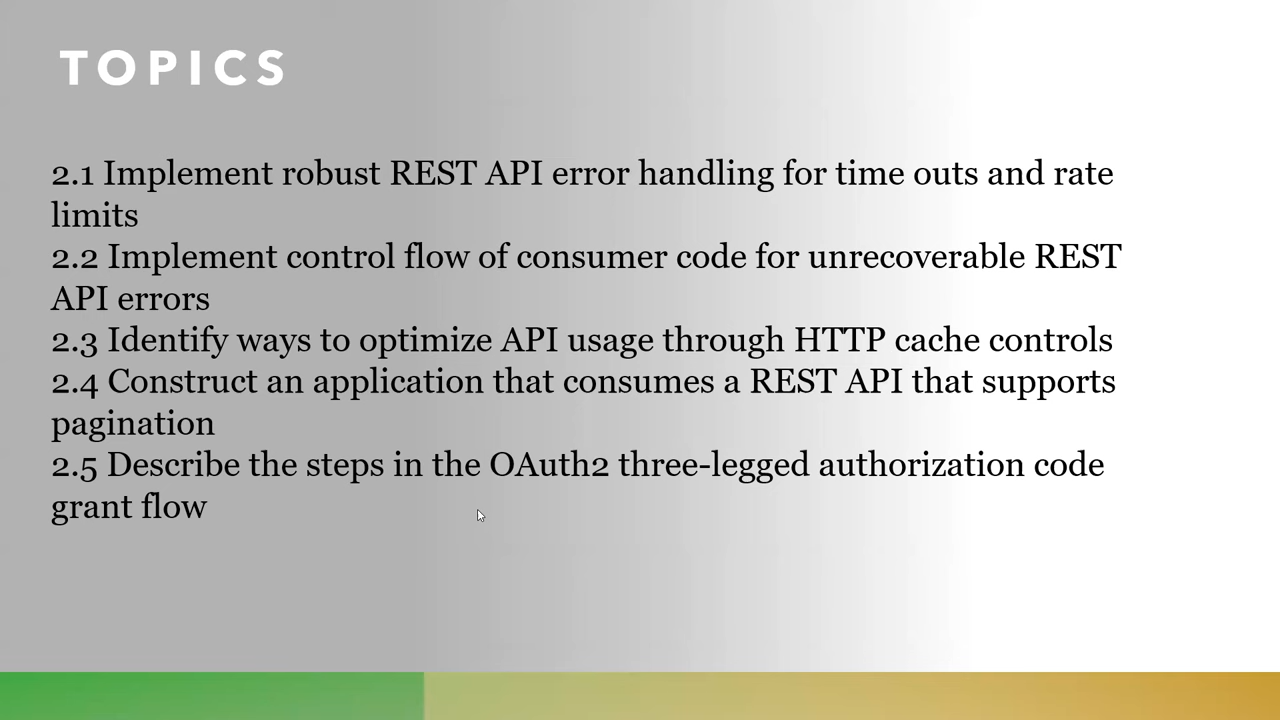 TOPICS
2.1 Implement robust REST API error handling for time outs and rate
limits
2.2 Implement control flow of consumer code for unrecoverable REST
API errors
2.3 Identify ways to optimize API usage through HTTP cache controls
2.4 Construct an application that consumes a REST API that supports
pagination
2.5 Describe the steps in the OAuth2 three-legged authorization code
grant flow